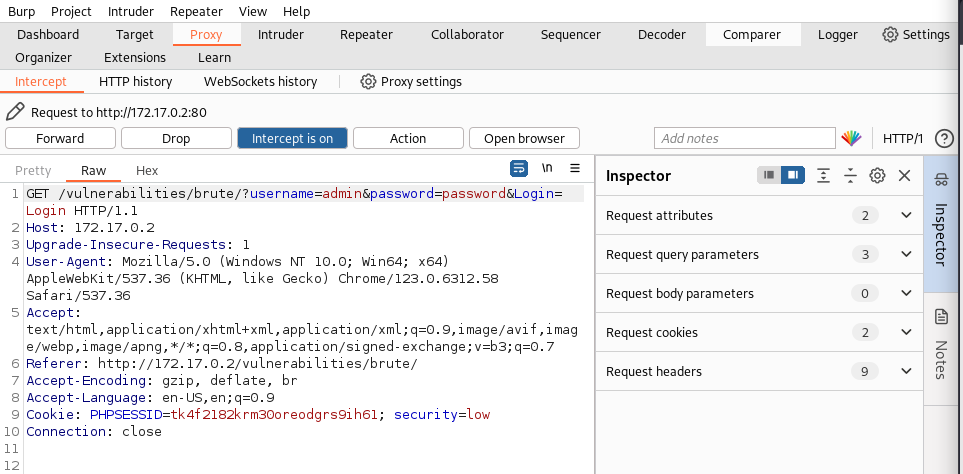 Burp Project Intruder Repeater View Help
Dashboard Target Proxy Intruder Repeater Collaborator Sequencer Decoder Comparer Logger Settings
Organizer Extensions Learn
Intercept HTTP history WebSockets history Proxy settings
Request to http://172.17.0.2:80
Forward Drop Intercept is on Action Open browser Add notes HTTP/1 ?
Pretty Raw Hex \n
1 GET /vulnerabilities/brute/?username=admin&password=password&Login=
Login HTTP/1.1
2 Host: 172.17.0.2
3 Upgrade-Insecure-Requests: 1
4 User-Agent: Mozilla/5.0 (Windows NT 10.0; Win64; x64)
AppleWebKit/537.36 (KHTML, like Gecko) Chrome/123.0.6312.58
Safari/537.36
5 Accept:
text/html,application/xhtml+xml,application/xml;q=0.9,image/avif,imag
e/webp,image/apng,*/*;q=0.8,application/signed-exchange;v=b3;q=0.7
6 Referer: http://172.17.0.2/vulnerabilities/brute/
7 Accept-Encoding: gzip, deflate, br
8 Accept-Language: en-US,en;q=0.9
9 Cookie: PHPSESSID=tk4f2182krm30oreodgrs9ih61; security=low
10 Connection: close
11
12
Inspector
Request attributes 2
Request query parameters 3
Request body parameters 0
Request cookies 2
Request headers 9
Inspector
Notes